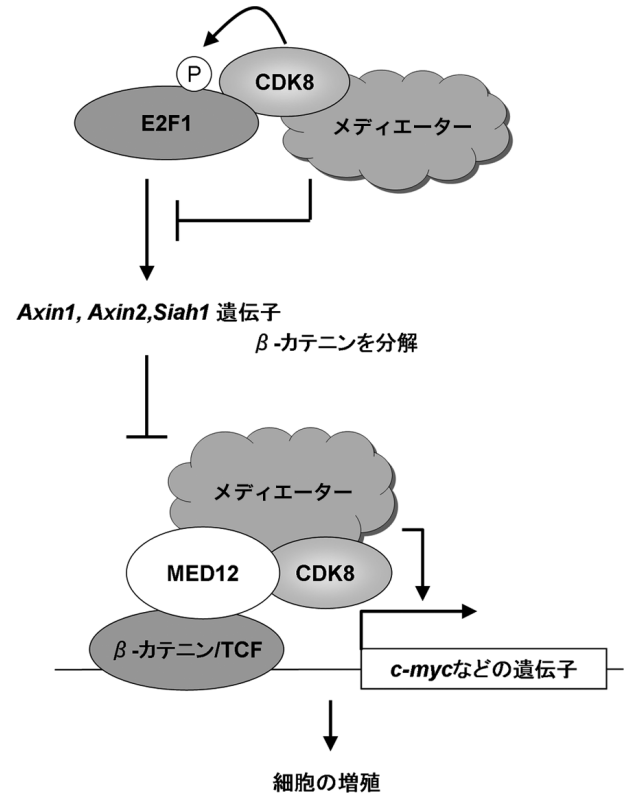 P
CDK8
E2F1
メディエーター
Axin1, Axin2,Siah1 遺伝子
β-カテニンを分解
メディエーター
MED12
CDK8
β-カテニン/TCF
c-mycなどの遺伝子
細胞の増殖